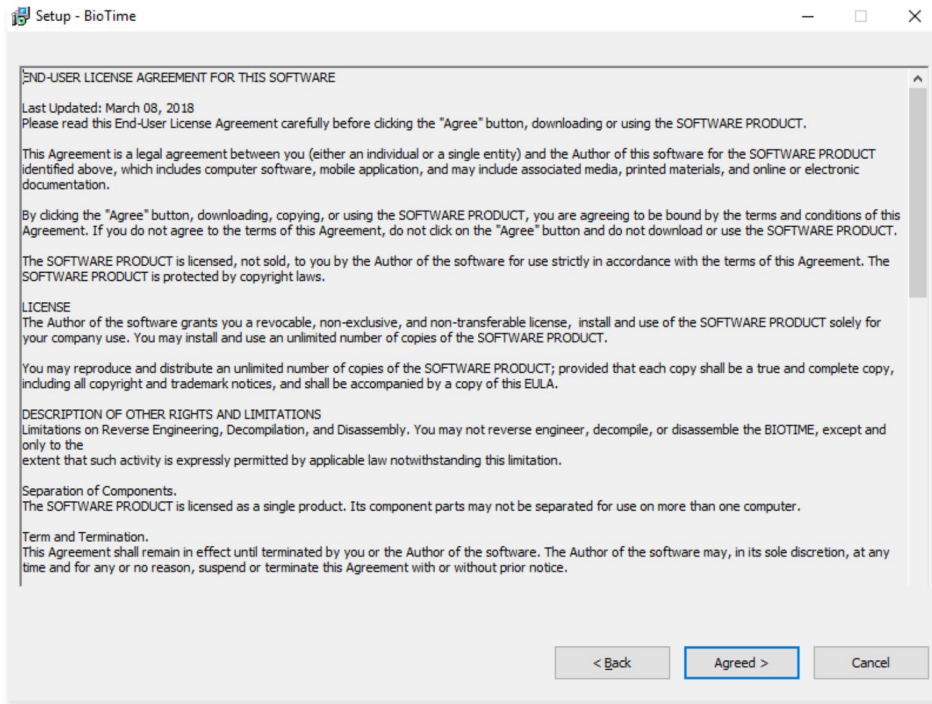 Setup - BioTime
END-USER LICENSE AGREEMENT FOR THIS SOFTWARE
Last Updated: March 08, 2018
Please read this End-User License Agreement carefully before clicking the "Agree" button, downloading or using the SOFTWARE PRODUCT.
This Agreement is a legal agreement between you (either an individual or a single entity) and the Author of this software for the SOFTWARE PRODUCT
identified above, which includes computer software, mobile application, and may include associated media, printed materials, and online or electronic
documentation.
By clicking the "Agree" button, downloading, copying, or using the SOFTWARE PRODUCT, you are agreeing to be bound by the terms and conditions of this
Agreement. If you do not agree to the terms of this Agreement, do not click on the "Agree" button and do not download or use the SOFTWARE PRODUCT.
The SOFTWARE PRODUCT is licensed, not sold, to you by the Author of the software for use strictly in accordance with the terms of this Agreement. The
SOFTWARE PRODUCT is protected by copyright laws.
LICENSE
The Author of the software grants you a revocable, non-exclusive, and non-transferable license, install and use of the SOFTWARE PRODUCT solely for
your company use. You may install and use an unlimited number of copies of the SOFTWARE PRODUCT.
You may reproduce and distribute an unlimited number of copies of the SOFTWARE PRODUCT; provided that each copy shall be a true and complete copy,
including all copyright and trademark notices, and shall be accompanied by a copy of this EULA.
DESCRIPTION OF OTHER RIGHTS AND LIMITATIONS
Limitations on Reverse Engineering, Decompilation, and Disassembly. You may not reverse engineer, decompile, or disassemble the BIOTIME, except and
only to the
extent that such activity is expressly permitted by applicable law notwithstanding this limitation.
Separation of Components.
The SOFTWARE PRODUCT is licensed as a single product. Its component parts may not be separated for use on more than one computer.
Term and Termination.
This Agreement shall remain in effect until terminated by you or the Author of the software. The Author of the software may, in its sole discretion, at any
time and for any or no reason, suspend or terminate this Agreement with or without prior notice.
< Back
Agreed >
Cancel